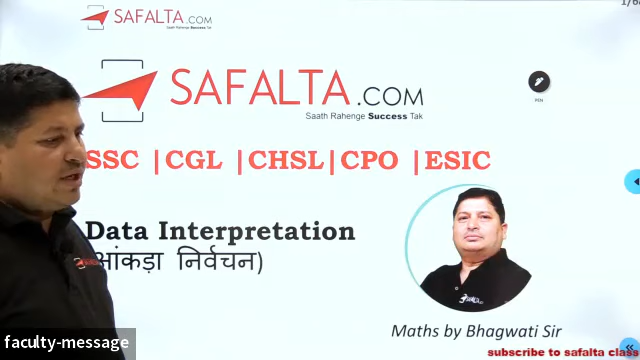 1/6
SAFALTA.COM
Saath Rahenge Success Tak
SAFALTA.COM
Saath Rahenge Success Tak
PEN
SSC |CGL |CHSL|CPO |ESIC
Data Interpretation
आंकड़ा निर्वचन)
Maths by Bhagwati Sir
faculty-message
subscribe to safalta class